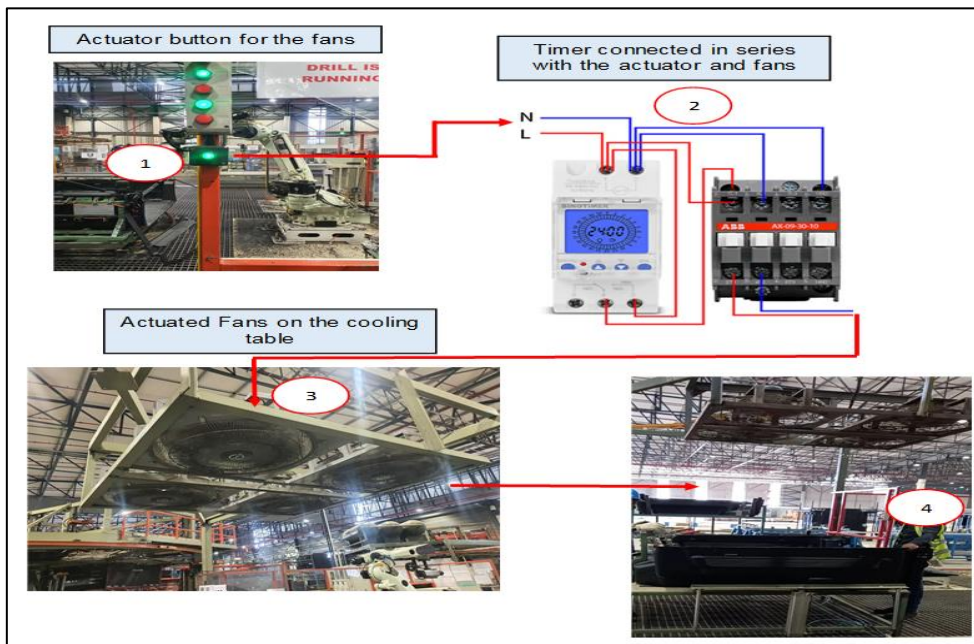 Actuator button for the fans
DRILL IS
RUNNING
1
Timer connected in series
with the actuator and fans
2
N
L
SINOTIMER
24:00
ABB
AX-09-30-10
Actuated Fans on the cooling
table
3
4